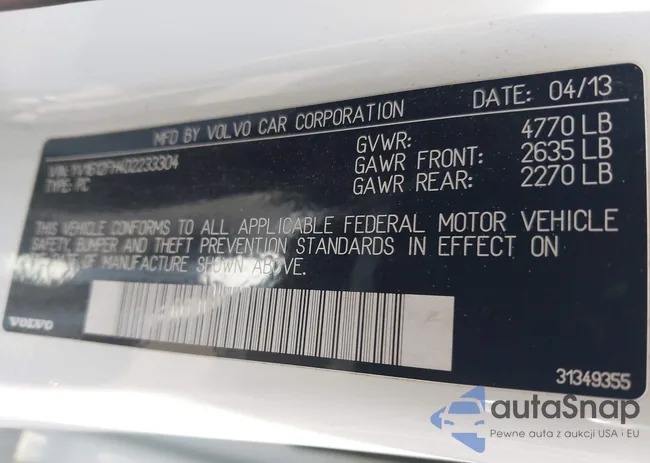 DATE: 04/13
MFD BY VOLVO CAR CORPORATION
GVWR: 4770 LB
GAWR FRONT: 2635 LB
GAWR REAR: 2270 LB
VIN:
TYPE: PC
THIS VEHICLE CONFORMS TO ALL APPLICABLE FEDERAL MOTOR VEHICLE
SAFETY, BUMPER AND THEFT PREVENTION STANDARDS IN EFFECT ON
OF MANUFACTURE SHOWN ABOVE.
VOLVO
31349355
autoSnap
Pewne auta z aukcji USA i EU